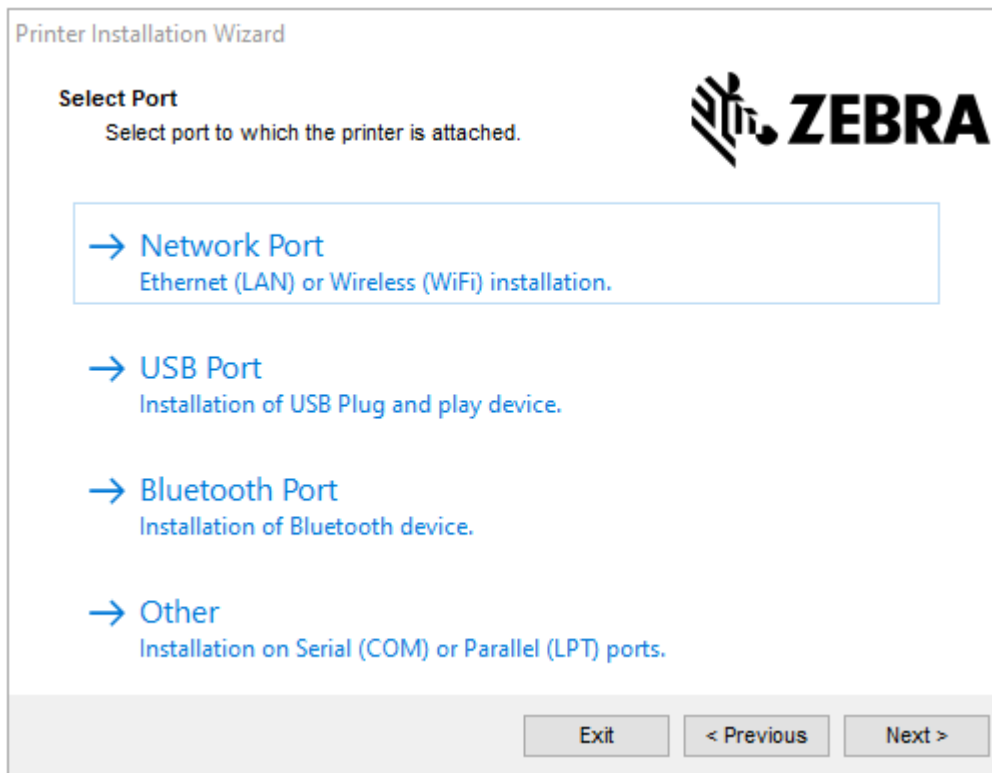 Printer Installation Wizard
Select Port
Select port to which the printer is attached.
ZEBRA
Network Port
Ethernet (LAN) or Wireless (WiFi) installation.
USB Port
Installation of USB Plug and play device.
Bluetooth Port
Installation of Bluetooth device.
Other
Installation on Serial (COM) or Parallel (LPT) ports.
Exit
< Previous
Next >